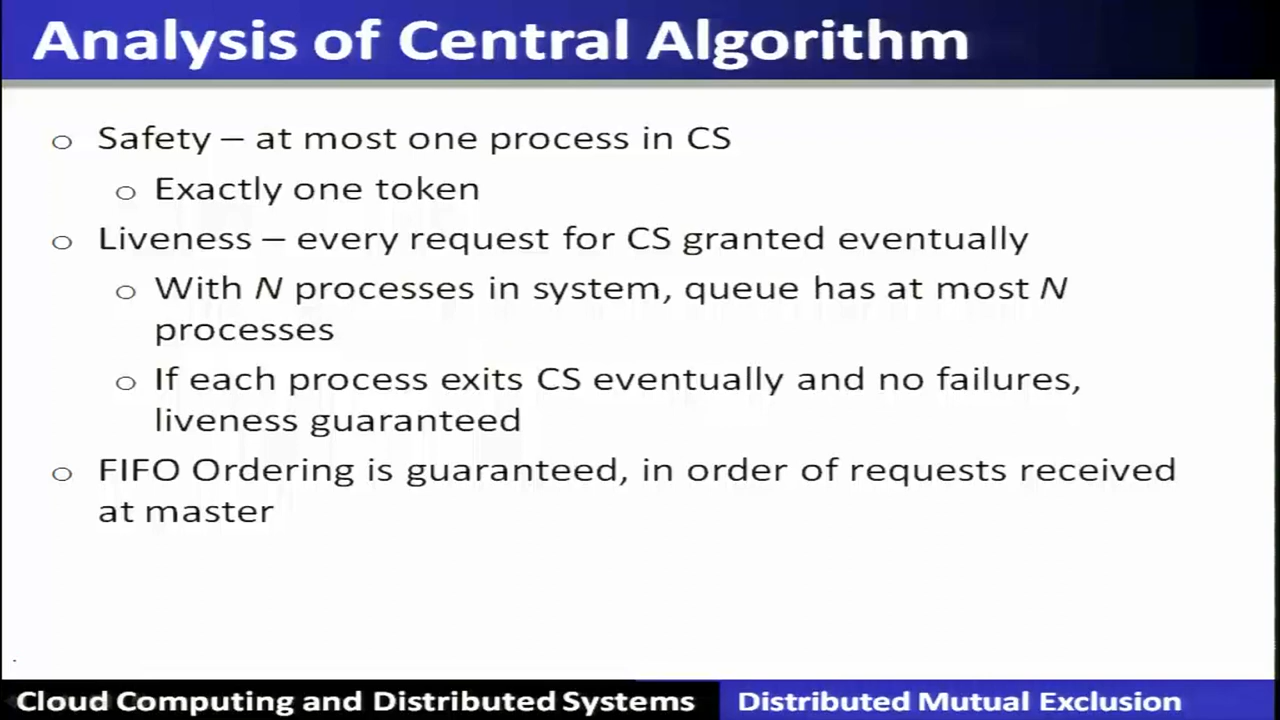 Analysis of Central Algorithm
○ Safety – at most one process in CS
○ Exactly one token
○ Liveness – every request for CS granted eventually
○ With N processes in system, queue has at most N
processes
○ If each process exits CS eventually and no failures,
liveness guaranteed
○ FIFO Ordering is guaranteed, in order of requests received
at master
Cloud Computing and Distributed Systems
Distributed Mutual Exclusion